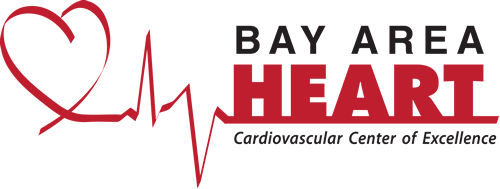 BAY AREA
HEART
Cardiovascular Center of Excellence